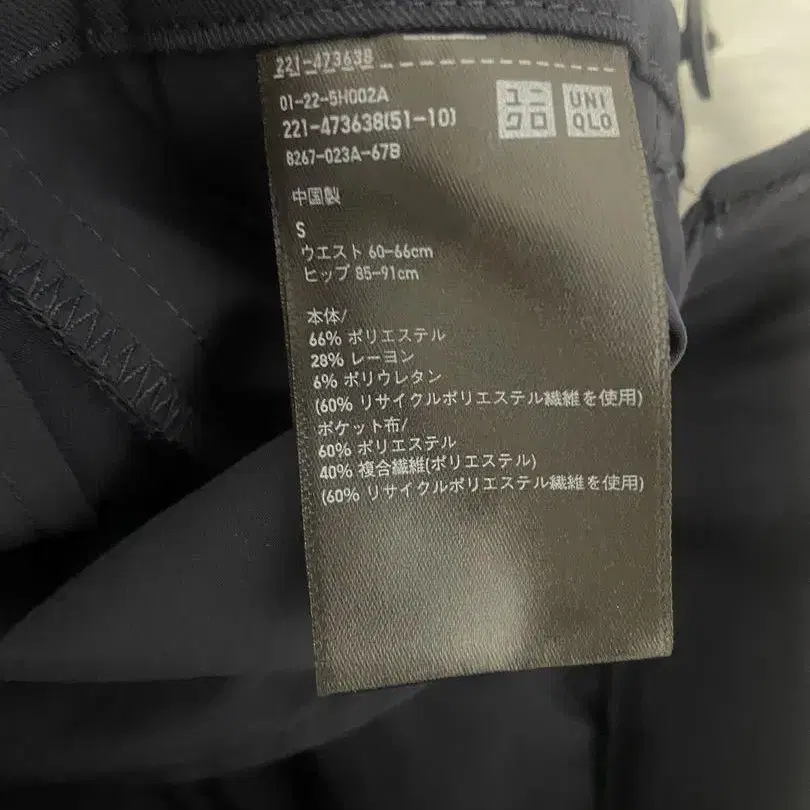 221-473638
01-22-5H002A
221-473638(51-10)
8267-023A-67B
ユニ
クロ
UNI
QLO
中国製
S
ウエスト 60-66cm
ヒップ 85-91cm
本体/
66% ポリエステル
28% レーヨン
6% ポリウレタン
(60% リサイクルポリエステル繊維を使用)
ポケット布/
60% ポリエステル
40% 複合繊維(ポリエステル)
(60% リサイクルポリエステル繊維を使用)